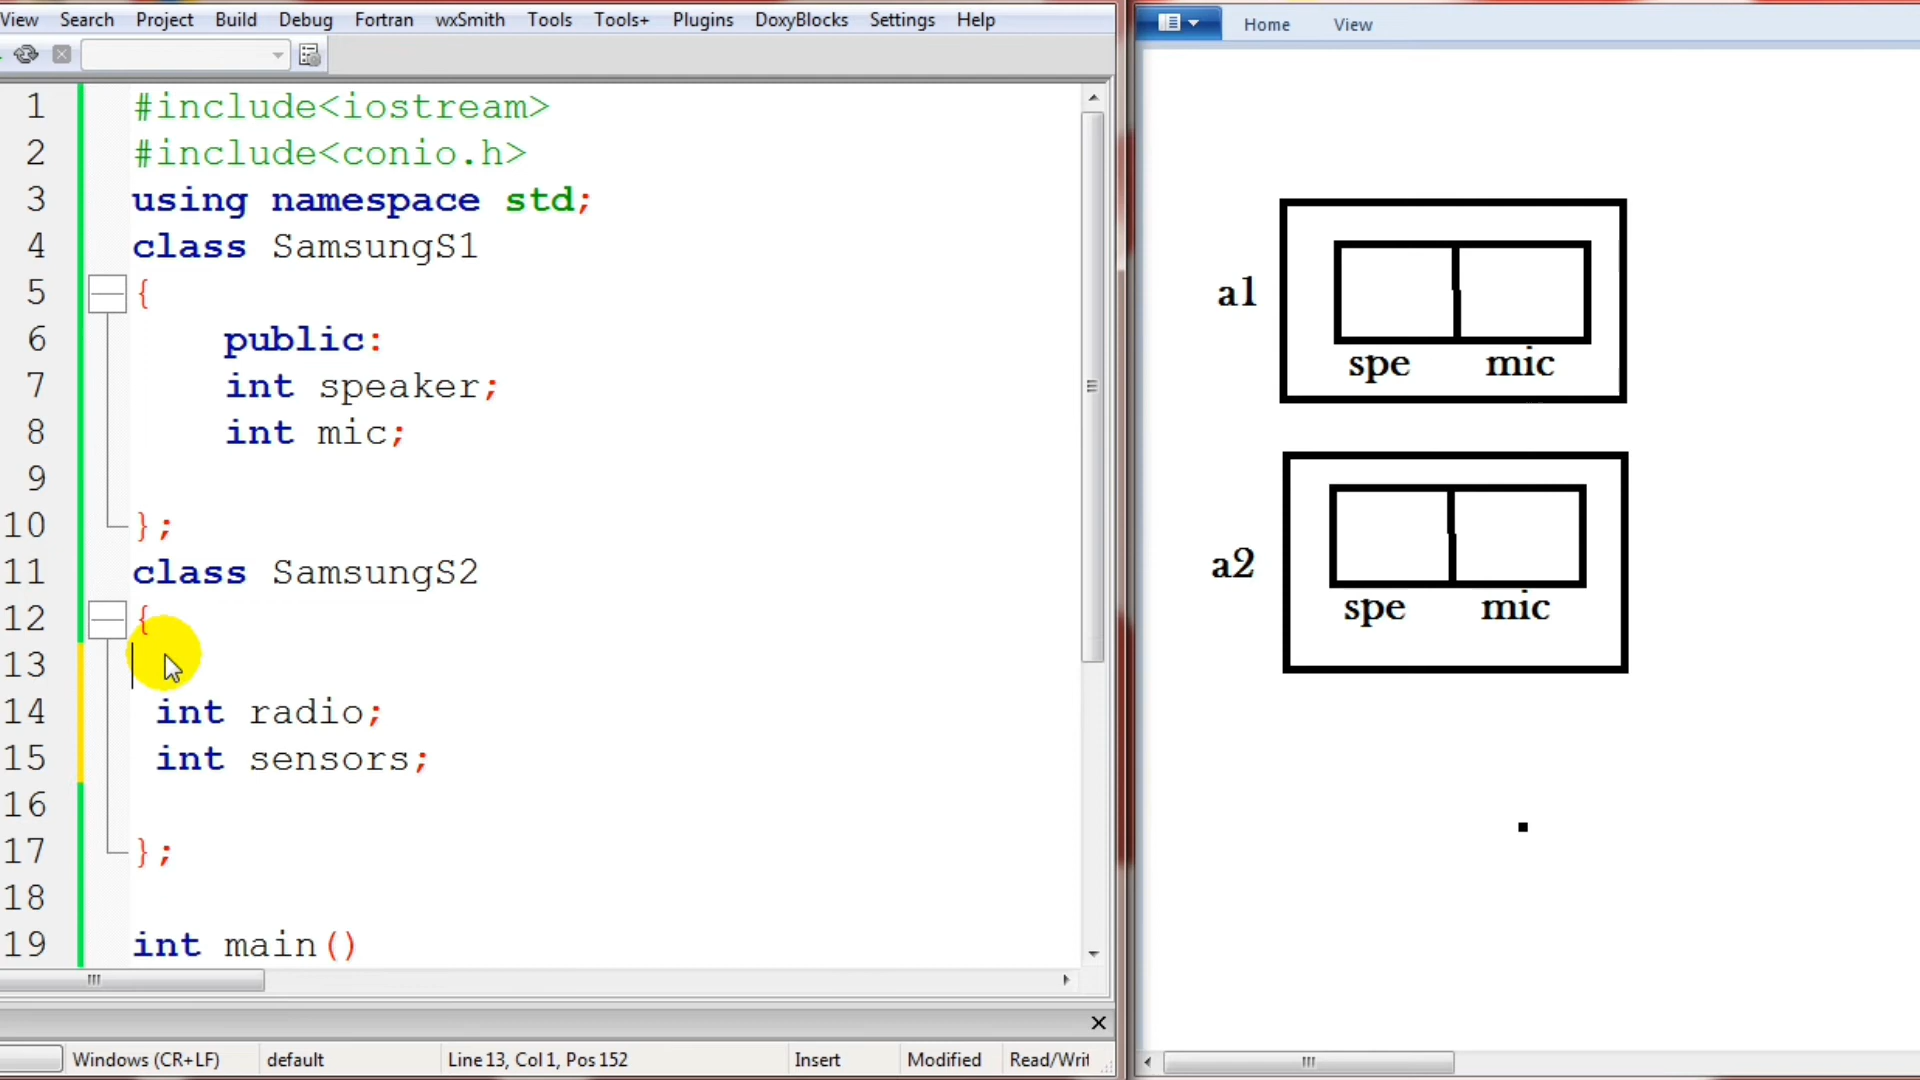 View Search Project Build Debug Fortran wxSmith Tools Tools+ Plugins DoxyBlocks Settings Help
1 #include<iostream>
2 #include<conio.h>
3 using namespace std;
4 class SamsungS1
5 {
6 public:
7 int speaker;
8 int mic;
9
10 };
11 class SamsungS2
12 {
13
14 int radio;
15 int sensors;
16
17 };
18
19 int main()
Windows (CR+LF) default Line 13, Col 1, Pos 152 Insert Modified Read/Writ
Home View
a1
spe mic
a2
spe mic